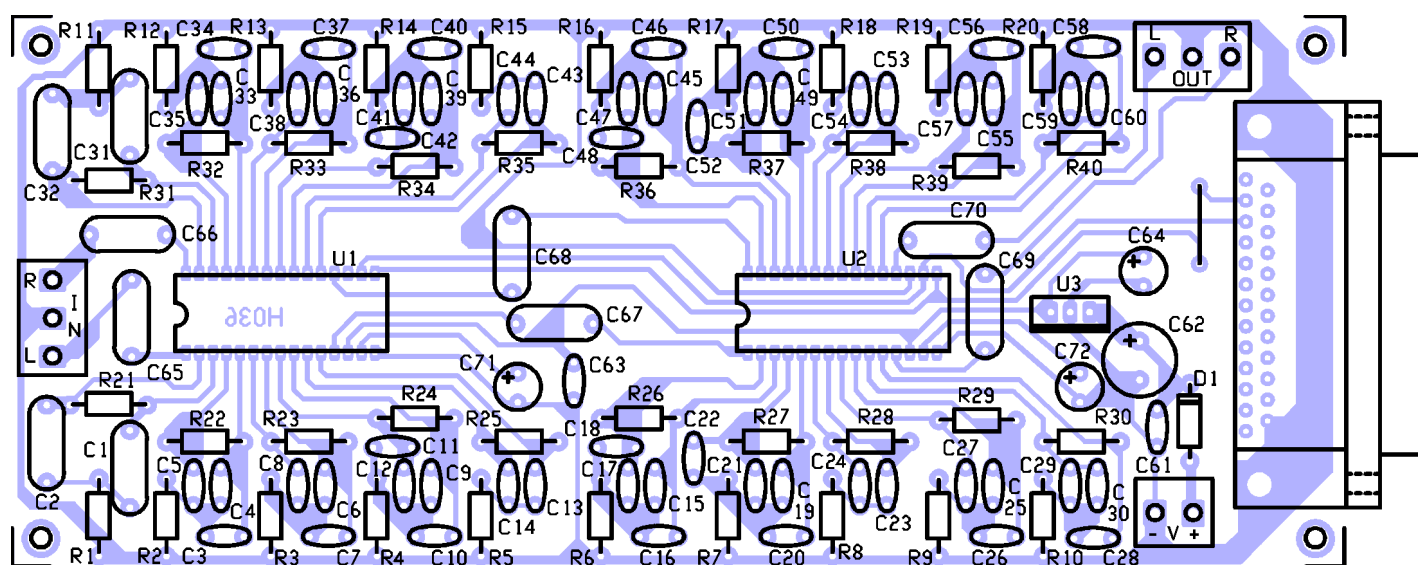 R11 R12 C34 R13 C37 R14 C40 R15 R16 C46 R17 C50 R18 R19 C56 R20 C58
L R
OUT
C44 C43 C45 C53
C 33 C 36 C 39 C 49
C35 C38 C41 C42 C47 C48 C51 C52 C54 C57 C55 C59 C60
C31 C32 R31 R32 R33 R34 R35 R36 R37 R38 R39 R40
C66 C68 C70 C64
U1 U2 C69 U3
R
I
N
L
H036
C67 C62
C65 C71 C63 C72 D1
R21 R24 R26 R29
R22 R23 R25 C18 C22 R27 R28 R30
C1 C5 C8 C12 C11 C9 C17 C21 C24 C27 C29 C61
C2 C4 C6 C14 C13 C15 C 19 C23 C 25 C 30
- V +
R1 R2 C3 R3 C7 R4 C10 R5 R6 C16 R7 C20 R8 R9 C26 R10 C28